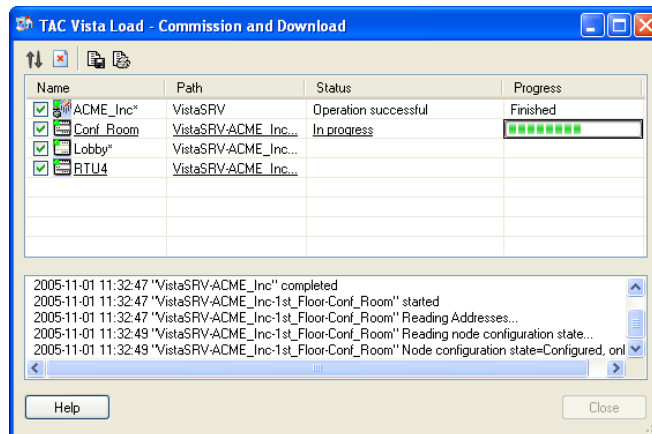 TAC Vista Load - Commission and Download
Name Path Status Progress
ACME_Inc* VistaSRV Operation successful Finished
Conf_Room VistaSRV-ACME_Inc... In progress
Lobby* VistaSRV-ACME_Inc...
RTU4 VistaSRV-ACME_Inc...
2005-11-01 11:32:47 "VistaSRV-ACME_Inc" completed
2005-11-01 11:32:47 "VistaSRV-ACME_Inc-1st_Floor-Conf_Room" started
2005-11-01 11:32:47 "VistaSRV-ACME_Inc-1st_Floor-Conf_Room" Reading Addresses...
2005-11-01 11:32:49 "VistaSRV-ACME_Inc-1st_Floor-Conf_Room" Reading node configuration state...
2005-11-01 11:32:49 "VistaSRV-ACME_Inc-1st_Floor-Conf_Room" Node configuration state=Configured, onl
Help Close